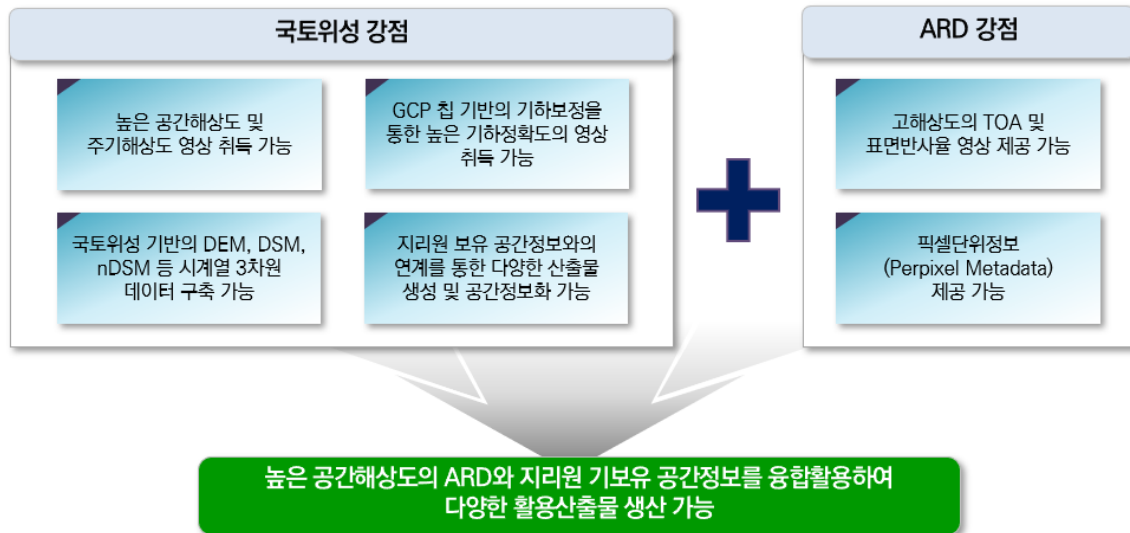 국토위성 강점
높은 공간해상도 및
주기해상도 영상 취득 가능
GCP 칩 기반의 기하보정을
통한 높은 기하정확도의 영상
취득 가능
국토위성 기반의 DEM, DSM,
nDSM 등 시계열 3차원
데이터 구축 가능
지리원 보유 공간정보와의
연계를 통한 다양한 산출물
생성 및 공간정보화 가능
ARD 강점
고해상도의 TOA 및
표면반사율 영상 제공 가능
픽셀단위정보
(Perpixel Metadata)
제공 가능
높은 공간해상도의 ARD와 지리원 기보유 공간정보를 융합활용하여
다양한 활용산출물 생산 가능